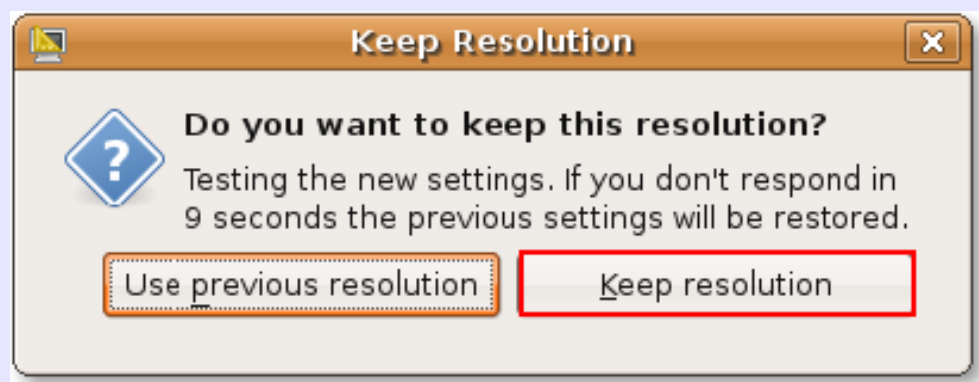 Keep Resolution
?
Do you want to keep this resolution?
Testing the new settings. If you don't respond in
9 seconds the previous settings will be restored.
Use previous resolution Keep resolution